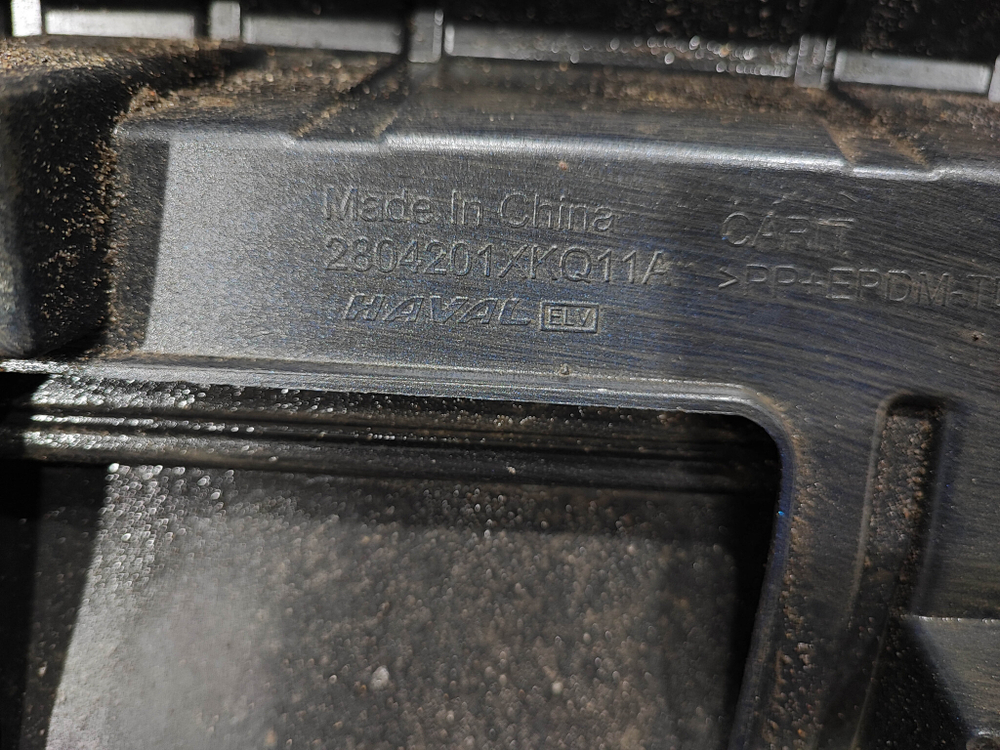 Made In China
2804201XKQ11A
HAVAL ELV
CARIT
>PP+EPDM-T